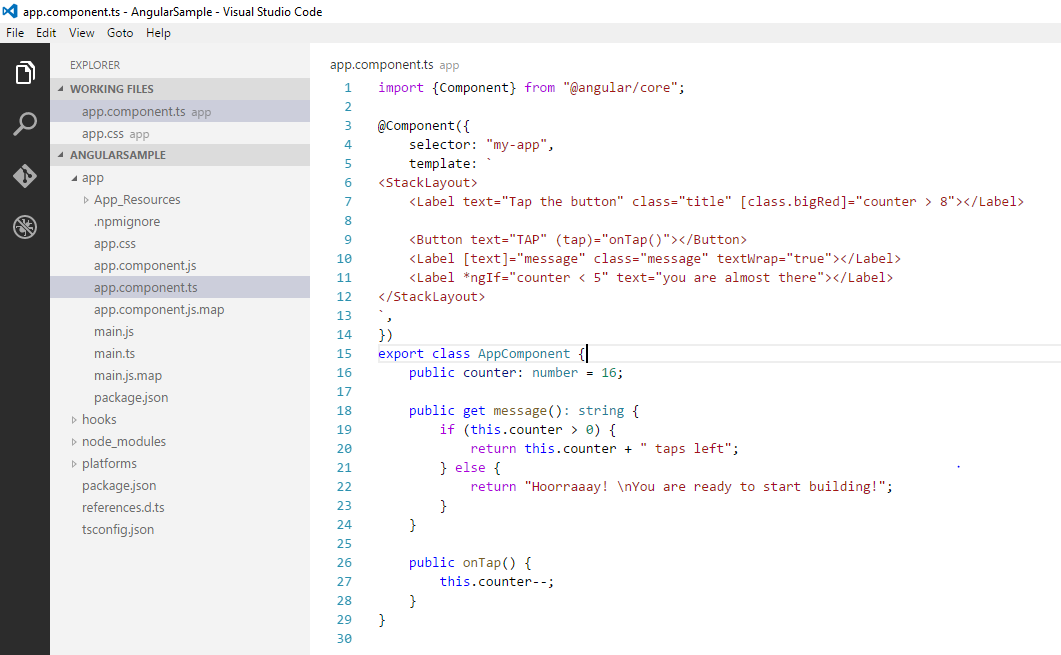 app.component.ts - AngularSample - Visual Studio Code
File Edit View Goto Help
EXPLORER
WORKING FILES
app.component.ts app
app.css app
ANGULARSAMPLE
app
App_Resources
.npmignore
app.css
app.component.js
app.component.ts
app.component.js.map
main.js
main.ts
main.js.map
package.json
hooks
node_modules
platforms
package.json
references.d.ts
tsconfig.json
app.component.ts app
1 import {Component} from "@angular/core";
2
3 @Component({
4     selector: "my-app",
5     template: `
6 <StackLayout>
7     <Label text="Tap the button" class="title" [class.bigRed]="counter > 8"></Label>
8
9     <Button text="TAP" (tap)="onTap()"></Button>
10     <Label [text]="message" class="message" textWrap="true"></Label>
11     <Label *ngIf="counter < 5" text="you are almost there"></Label>
12 </StackLayout>
13 `,
14 })
15 export class AppComponent {
16     public counter: number = 16;
17
18     public get message(): string {
19         if (this.counter > 0) {
20             return this.counter + " taps left";
21         } else {
22             return "Hoorraaay! \nYou are ready to start building!";
23         }
24     }
25
26     public onTap() {
27         this.counter--;
28     }
29 }
30